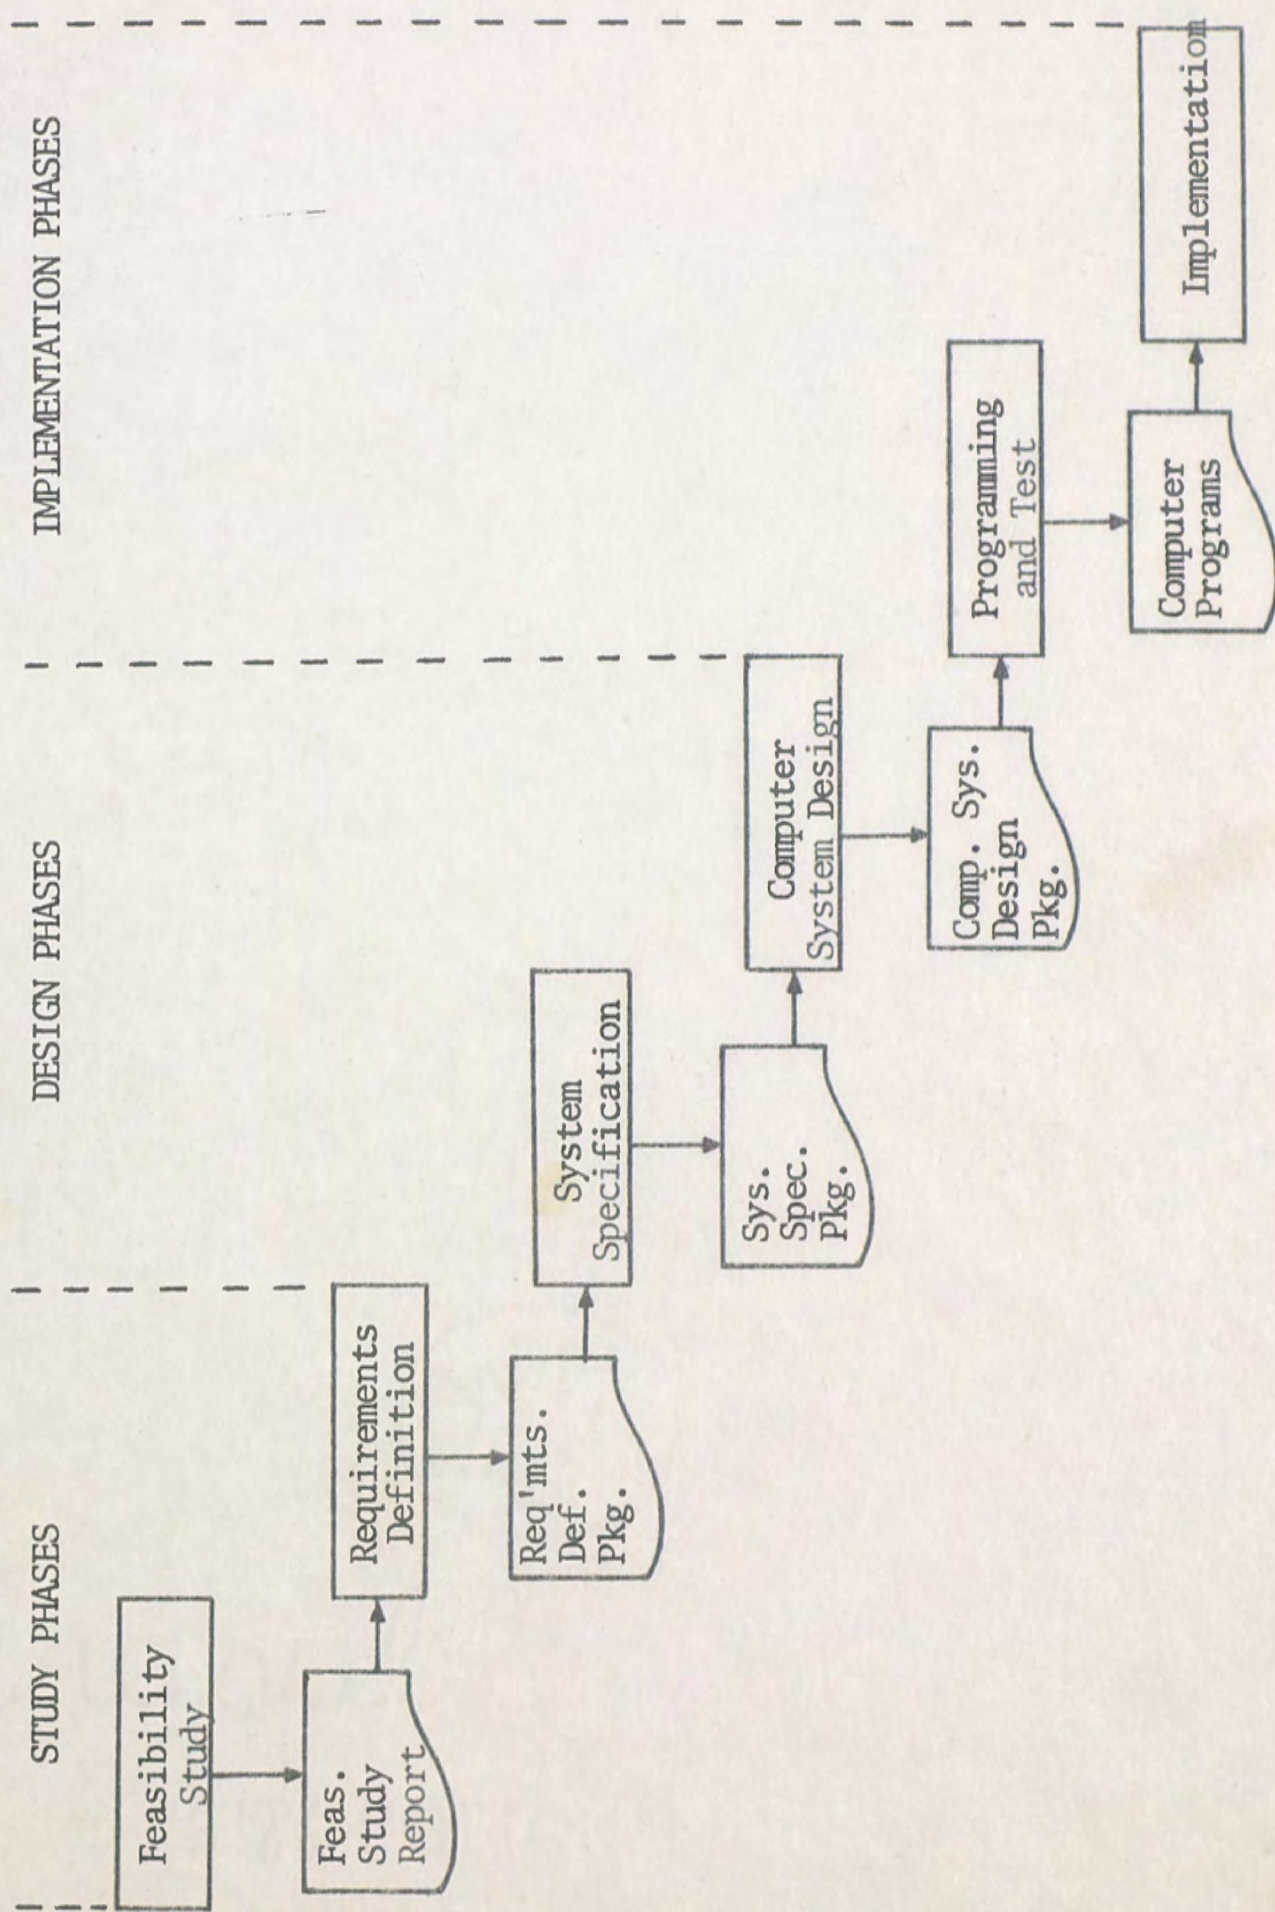 STUDY PHASES
DESIGN PHASES
IMPLEMENTATION PHASES
Feasibility
Study
Feas.
Study
Report
Requirements
Definition
Req'mts.
Def.
Pkg.
System
Specification
Sys.
Spec.
Pkg.
Computer
System Design
Comp. Sys.
Design
Pkg.
Programming
and Test
Computer
Programs
Implementation